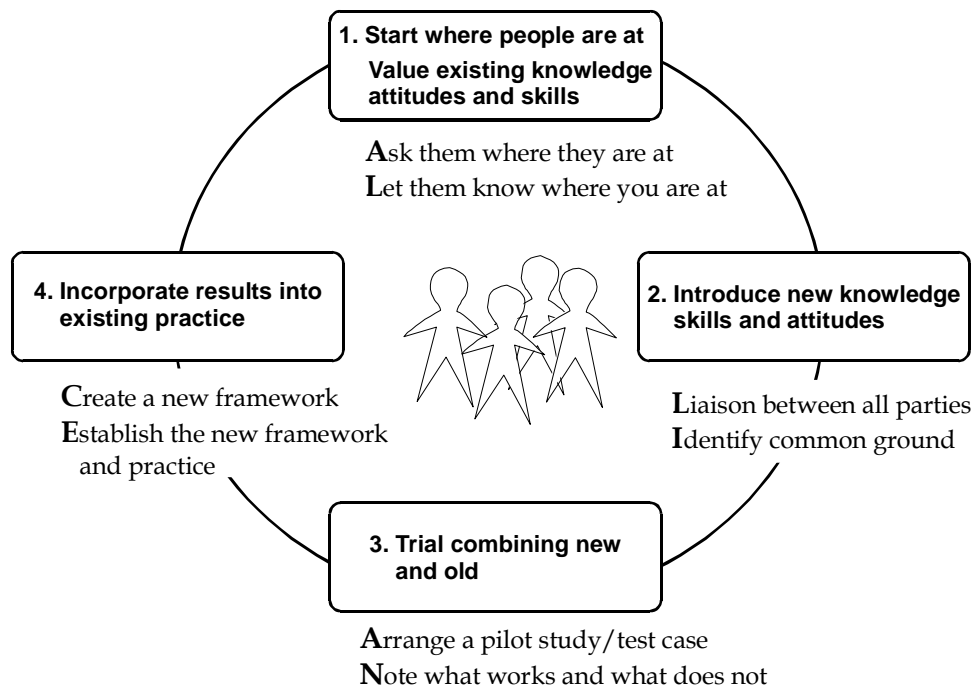 1. Start where people are at
Value existing knowledge
attitudes and skills
Ask them where they are at
Let them know where you are at
2. Introduce new knowledge
skills and attitudes
Liaison between all parties
Identify common ground
3. Trial combining new
and old
Arrange a pilot study/test case
Note what works and what does not
4. Incorporate results into
existing practice
Create a new framework
Establish the new framework
and practice